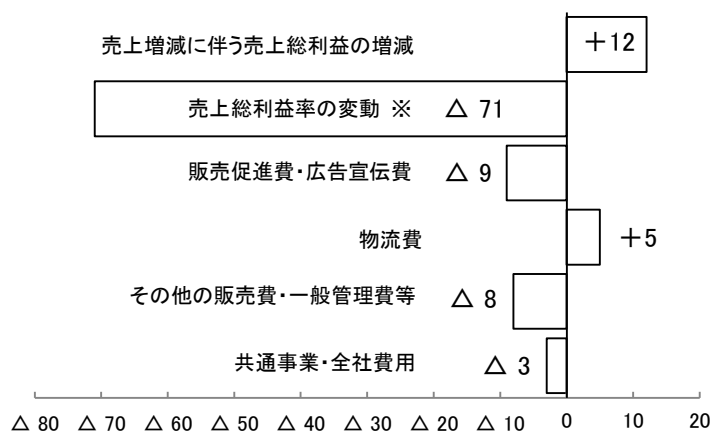 売上増減に伴う売上総利益の増減 ＋12
売上総利益率の変動 ※ △ 71
販売促進費・広告宣伝費 △ 9
物流費 ＋5
その他の販売費・一般管理費等 △ 8
共通事業・全社費用 △ 3
△ 80 △ 70 △ 60 △ 50 △ 40 △ 30 △ 20 △ 10 0 10 20